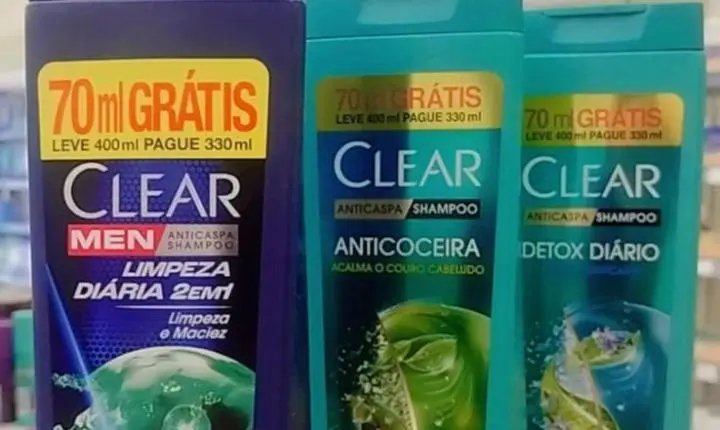 70ml GRÁTIS
LEVE 400ml PAGUE 330ml
CLEAR
MEN
ANTICASPA
SHAMPOO
LIMPEZA
DIÁRIA 2EM1
Limpeza
e Maciez
70ml GRÁTIS
LEVE 400ml PAGUE 330ml
CLEAR
ANTICASPA SHAMPOO
ANTICOCEIRA
ACALMA O COURO CABELUDO
70ml GRÁTIS
LEVE 400ml PAGUE 330ml
CLEAR
ANTICASPA SHAMPOO
DETOX DIÁRIO